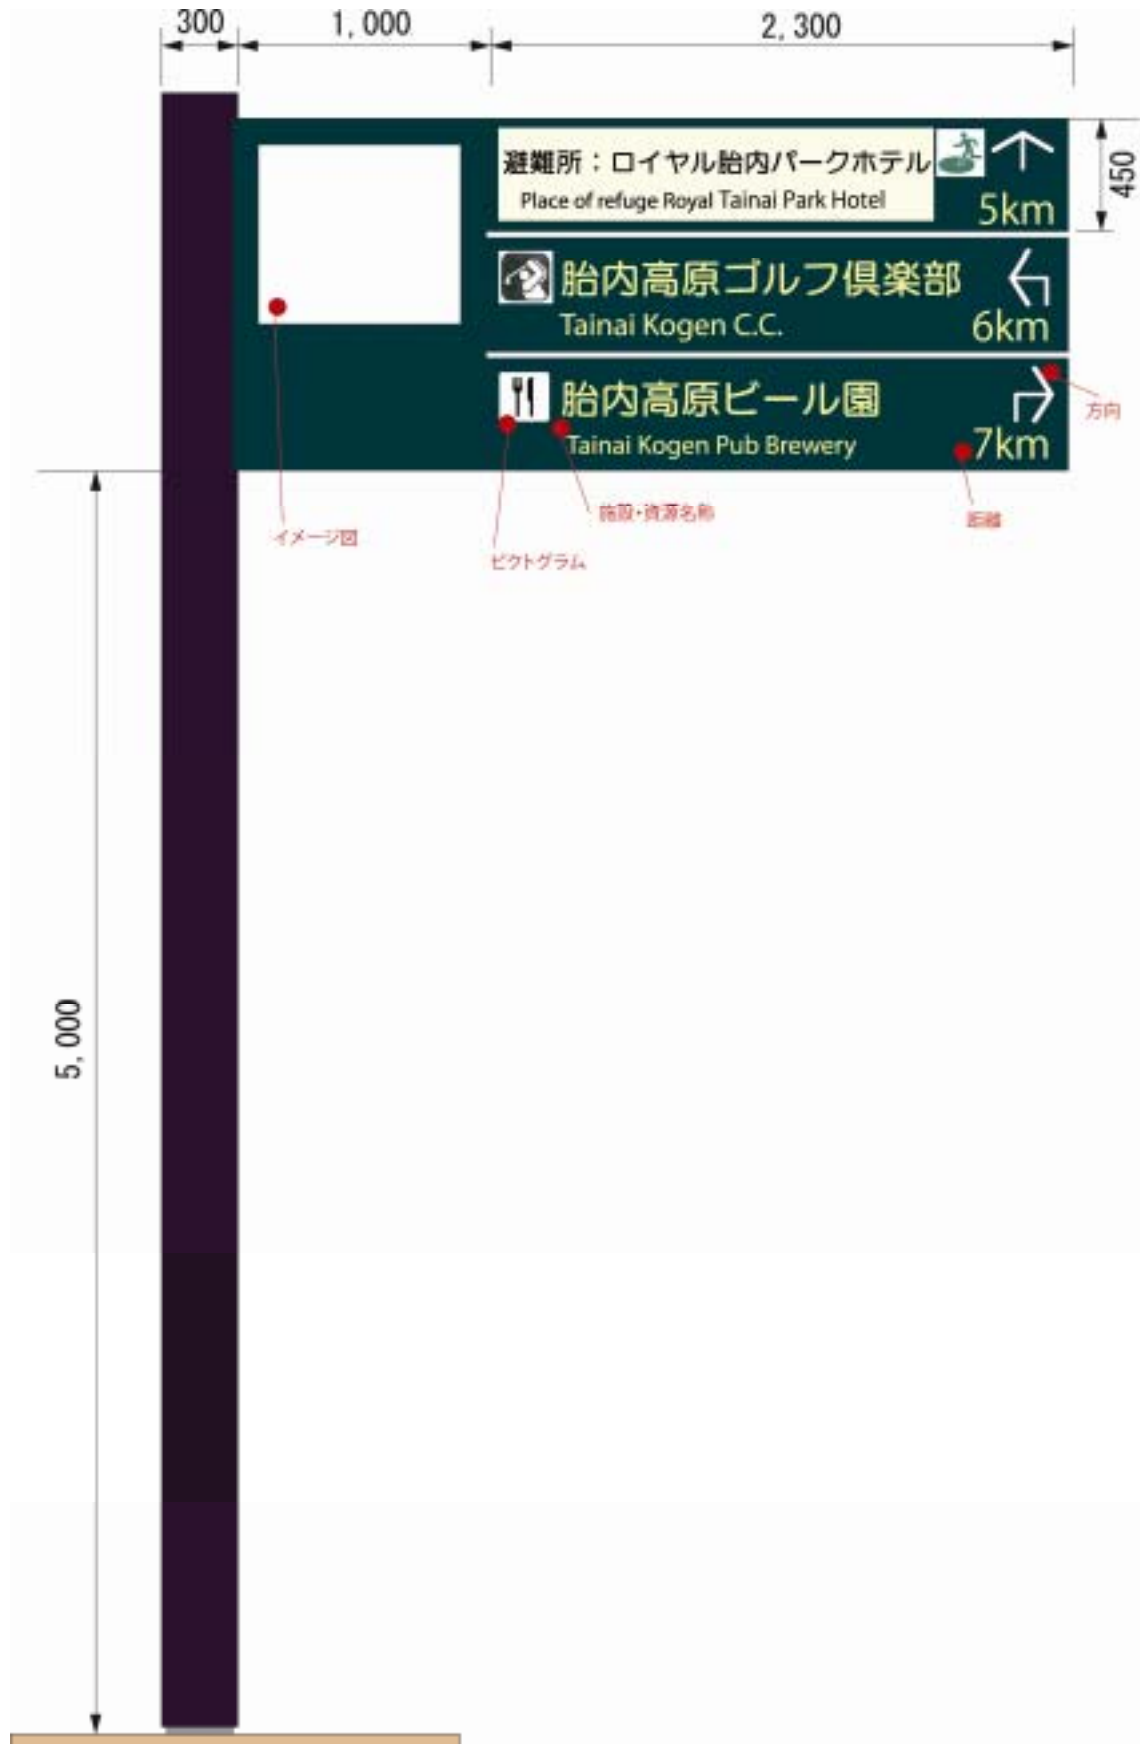 300
1,000
2,300
避難所：ロイヤル胎内パークホテル
Place of refuge Royal Tainai Park Hotel
5km
450
胎内高原ゴルフ倶楽部
Tainai Kogen C.C.
6km
胎内高原ビール園
Tainai Kogen Pub Brewery
7km
方向
施設・資源名称
距離
イメージ図
ピクトグラム
5,000